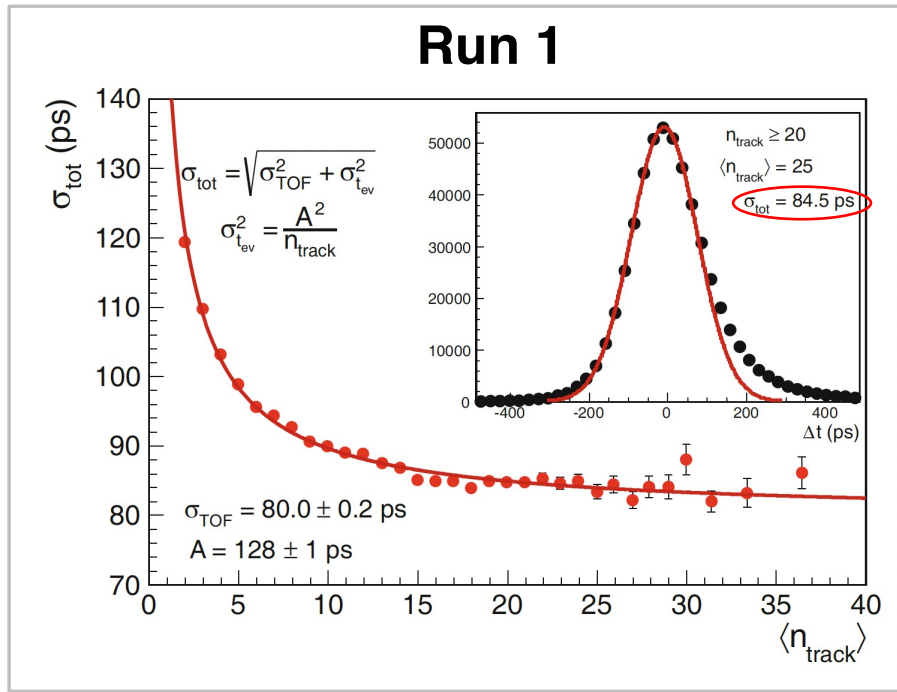 Run 1
σ_tot (ps)
140
130
120
110
100
90
80
70
0
5
10
15
20
25
30
35
40
⟨n_track⟩
σ_tot = √(σ²_TOF + σ²_t_ev)
σ²_t_ev = A² / n_track
σ_TOF = 80.0 ± 0.2 ps
A = 128 ± 1 ps
50000
40000
30000
20000
10000
0
-400
-200
0
200
400
Δt (ps)
n_track ≥ 20
⟨n_track⟩ = 25
σ_tot = 84.5 ps